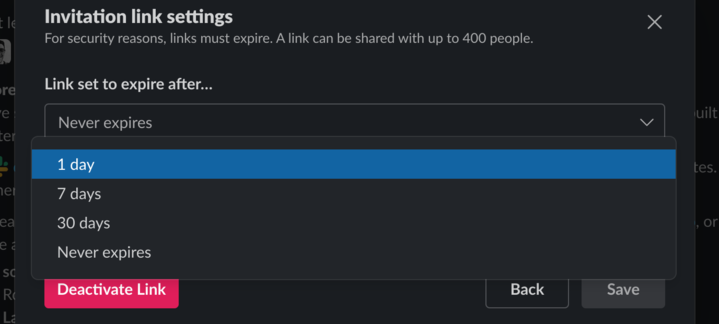 Invitation link settings
For security reasons, links must expire. A link can be shared with up to 400 people.
Link set to expire after...
Never expires
1 day
7 days
30 days
Never expires
Deactivate Link
Back
Save